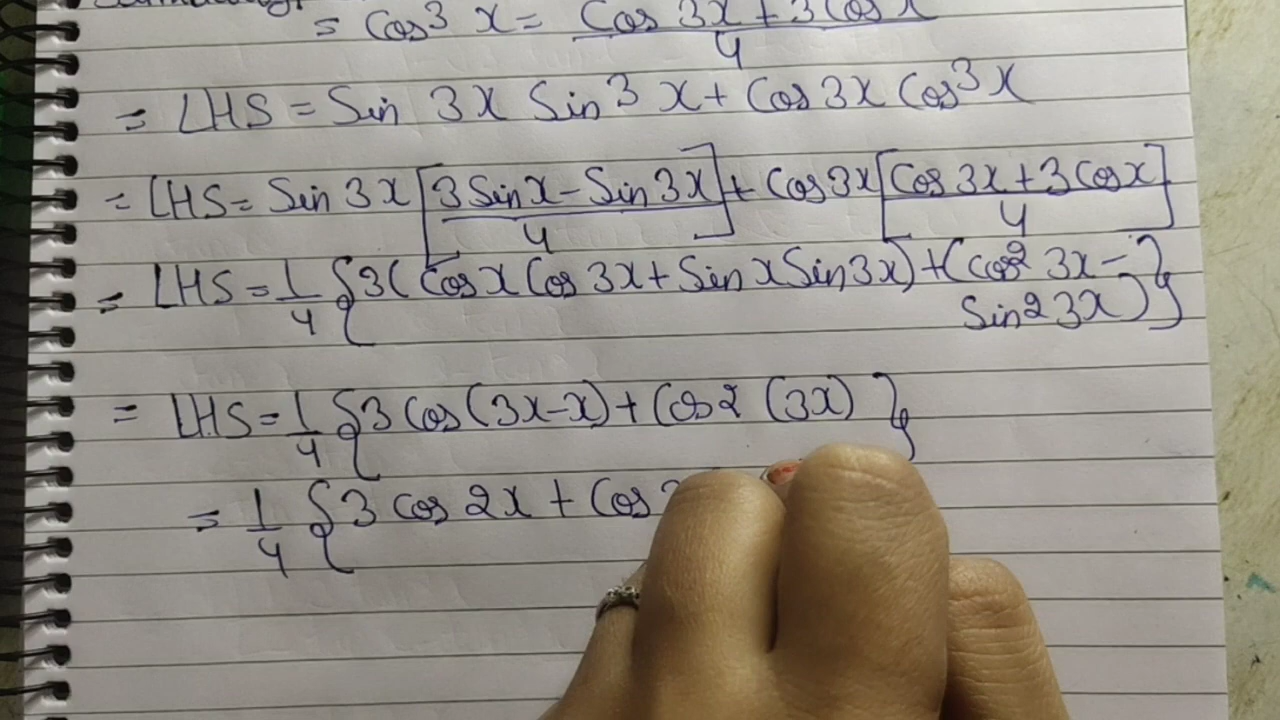 = Cos³ x = Cos 3x + 3 Cos x / 4
= LHS = Sin 3x Sin³ x + Cos 3x Cos³ x
= LHS = Sin 3x [3 Sin x - Sin 3x / 4] + Cos 3x [Cos 3x + 3 Cos x / 4]
= LHS = 1/4 {3( Cos x Cos 3x + Sin x Sin 3x) + (Cos² 3x -
Sin2 3x)}
= LHS = 1/4 {3 Cos (3x-x) + Cos2 (3x) }
= 1/4 {3 cos 2x + Cos